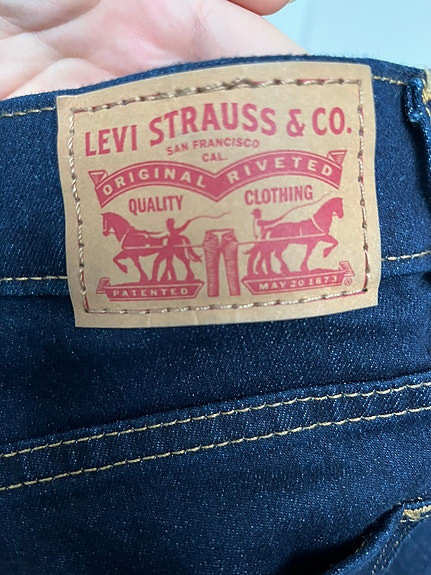 LEVI STRAUSS & CO.
SAN FRANCISCO
CAL.
ORIGINAL RIVETED
QUALITY CLOTHING
PATENTED MAY 20 1873 ®